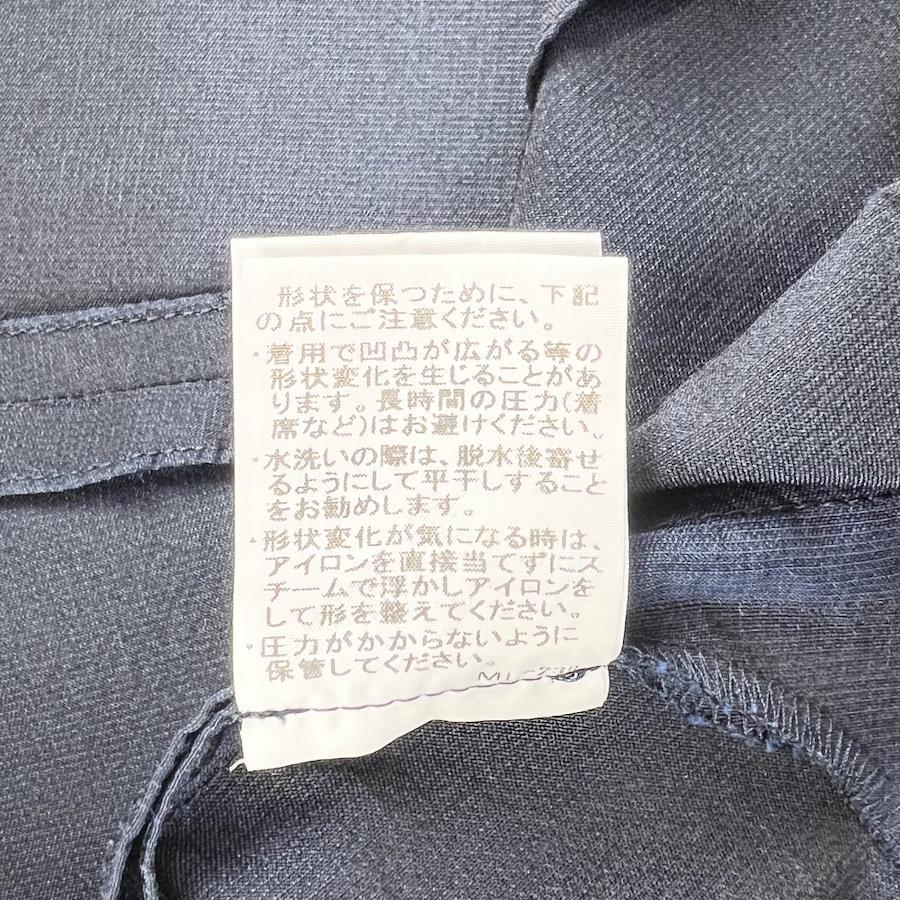 形状を保つために、下記
の点にご注意ください。
・着用で凹凸が広がる等の
形状変化を生じることがあ
ります。長時間の圧力(着
席など)はお避けください。
・水洗いの際は、脱水後寄せ
るようにして平干しすること
をお勧めします。
・形状変化が気になる時は、
アイロンを直接当てずにス
チームで浮かしアイロンを
して形を整えてください。
・圧力がかからないように
保管してください。